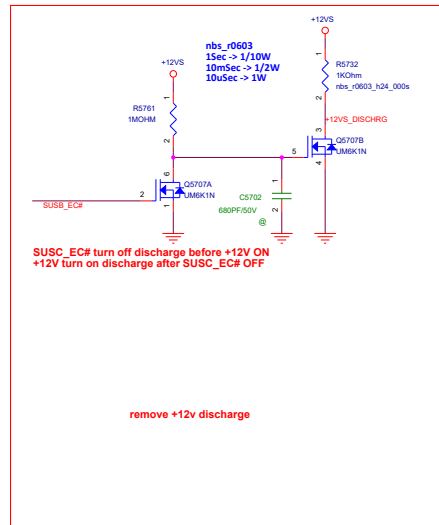 +12VS
nbs_r0603
1Sec -> 1/10W
10mSec -> 1/2W
10uSec -> 1W
+12VS
1
R5732
1KOhm
nbs_r0603_h24_000s
2
1
R5761
1MOHM
2
+12VS_DISCHRG
3
5
Q5707B
UM6K1N
4
6
2
Q5707A
UM6K1N
1
SUSB_EC#
1
C5702
2
680PF/50V
@
SUSC_EC# turn off discharge before +12V ON
+12V turn on discharge after SUSC_EC# OFF
remove +12v discharge